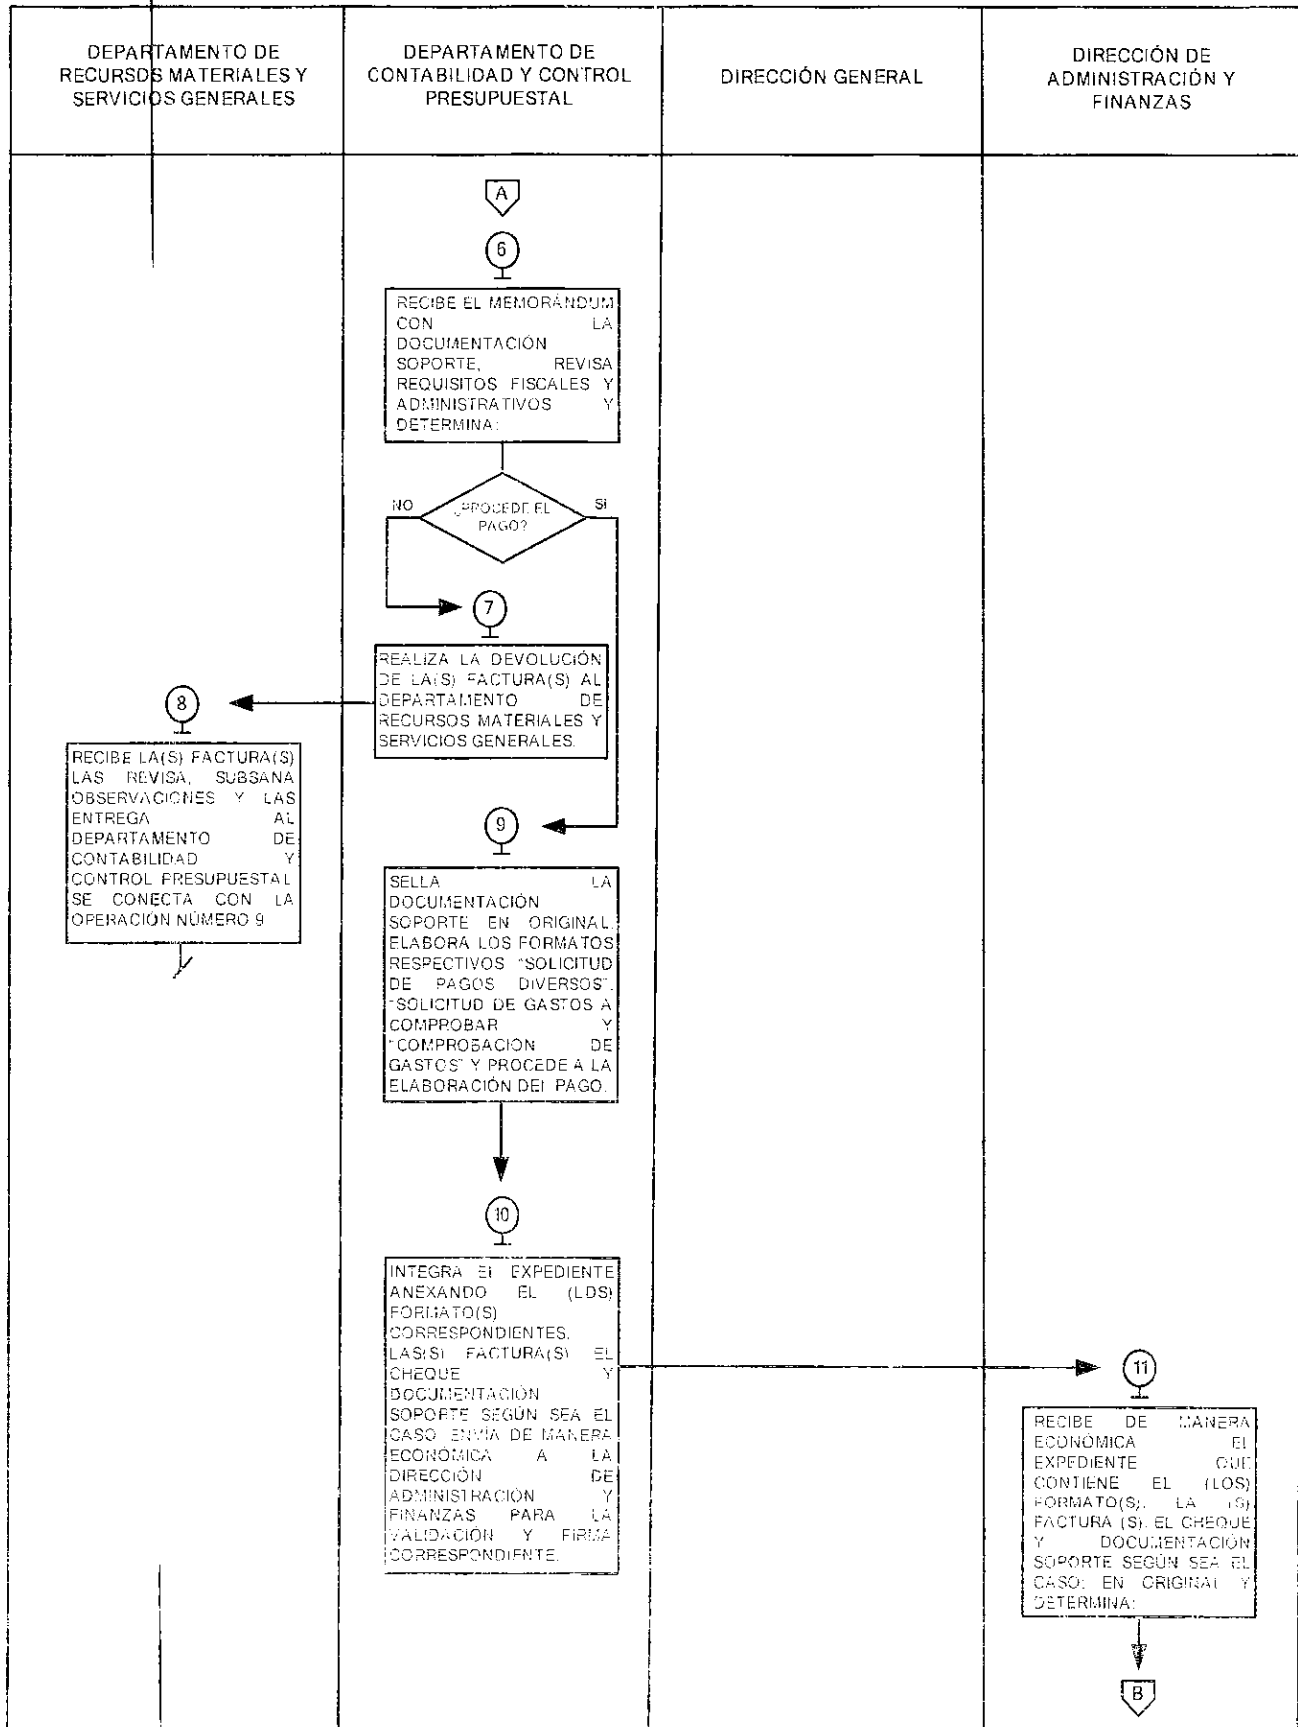 DEPARTAMENTO DE
RECURSOS MATERIALES Y
SERVICIOS GENERALES
DEPARTAMENTO DE
CONTABILIDAD Y CONTROL
PRESUPUESTAL
DIRECCIÓN GENERAL
DIRECCIÓN DE
ADMINISTRACIÓN Y
FINANZAS
A
6
RECIBE EL MEMORÁNDUM
CON LA
DOCUMENTACIÓN
SOPORTE, REVISA
REQUISITOS FISCALES Y
ADMINISTRATIVOS Y
DETERMINA:
NO
¿PROCEDE EL
PAGO?
SI
7
REALIZA LA DEVOLUCIÓN
DE LA(S) FACTURA(S) AL
DEPARTAMENTO DE
RECURSOS MATERIALES Y
SERVICIOS GENERALES.
8
RECIBE LA(S) FACTURA(S)
LAS REVISA, SUBSANA
OBSERVACIONES Y LAS
ENTREGA AL
DEPARTAMENTO DE
CONTABILIDAD Y
CONTROL PRESUPUESTAL
SE CONECTA CON LA
OPERACIÓN NÚMERO 9
9
SELLA LA
DOCUMENTACIÓN
SOPORTE EN ORIGINAL.
ELABORA LOS FORMATOS
RESPECTIVOS "SOLICITUD
DE PAGOS DIVERSOS".
"SOLICITUD DE GASTOS A
COMPROBAR Y
"COMPROBACION DE
GASTOS" Y PROCEDE A LA
ELABORACIÓN DEL PAGO.
10
INTEGRA El EXPEDIENTE
ANEXANDO EL (LOS)
FORMATO(S)
CORRESPONDIENTES.
LAS(S) FACTURA(S) EL
CHEQUE Y
DOCUMENTACIÓN
SOPORTE SEGÚN SEA EL
CASO ENVÍA DE MANERA
ECONÓMICA A LA
DIRECCIÓN DE
ADMINISTRACIÓN Y
FINANZAS PARA LA
VALIDACIÓN Y FIRMA
CORRESPONDIENTE.
11
RECIBE DE MANERA
ECONÓMICA El
EXPEDIENTE QUE
CONTIENE EL (LOS)
FORMATO(S). LA (S)
FACTURA (S). EL CHEQUE
Y DOCUMENTACIÓN
SOPORTE SEGÚN SEA EL
CASO; EN ORIGINAL Y
DETERMINA:
B